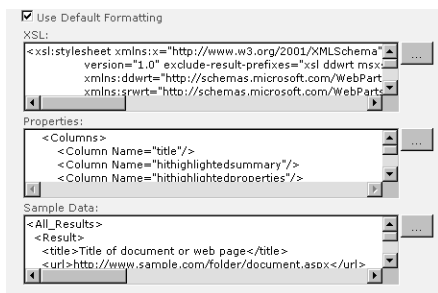 Use Default Formatting
XSL:
<xsl:stylesheet xmlns:x="http://www.w3.org/2001/XMLSchema"
version="1.0" exclude-result-prefixes="xsl ddwrt msxs
xmlns:ddwrt="http://schemas.microsoft.com/WebPart
xmlns:srwrt="http://schemas.microsoft.com/WebParts
...
Properties:
<Columns>
<Column Name="title"/>
<Column Name="hithighlightedsummary"/>
<Column Name="hithighlightedproperties"/>
...
Sample Data:
<All_Results>
<Result>
<title>Title of document or web page</title>
<url>http://www.sample.com/folder/document.aspx</url>
...